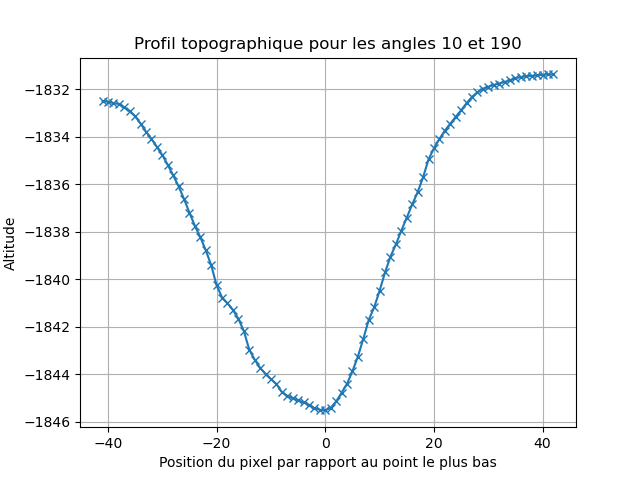 Profil topographique pour les angles 10 et 190
Altitude
−1832
−1834
−1836
−1838
−1840
−1842
−1844
−1846
−40 −20 0 20 40
Position du pixel par rapport au point le plus bas